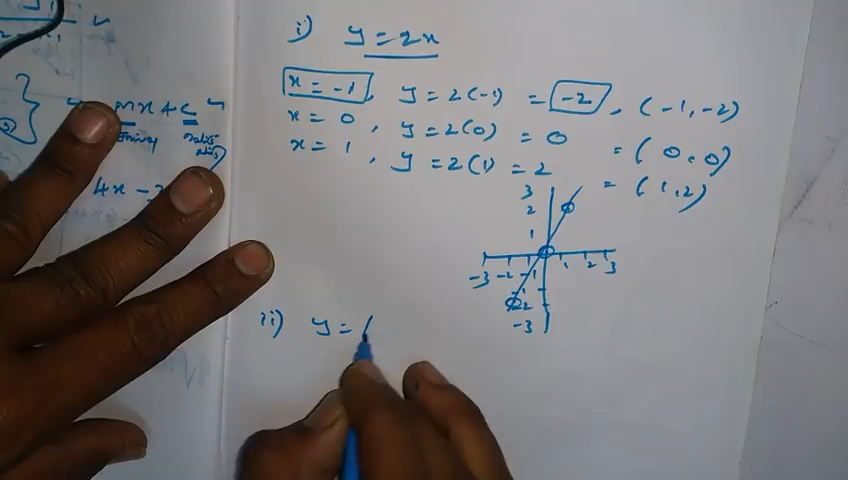 i) y = 2x
x = -1, y = 2(-1) = -2, (-1, -2)
x = 0, y = 2(0) = 0 = (0, 0)
x = 1, y = 2(1) = 2 = (1, 2)
3
2
1
-3 -2 -1 1 2 3
-1
-2
-3
ii) y = (
mx + c
4x -